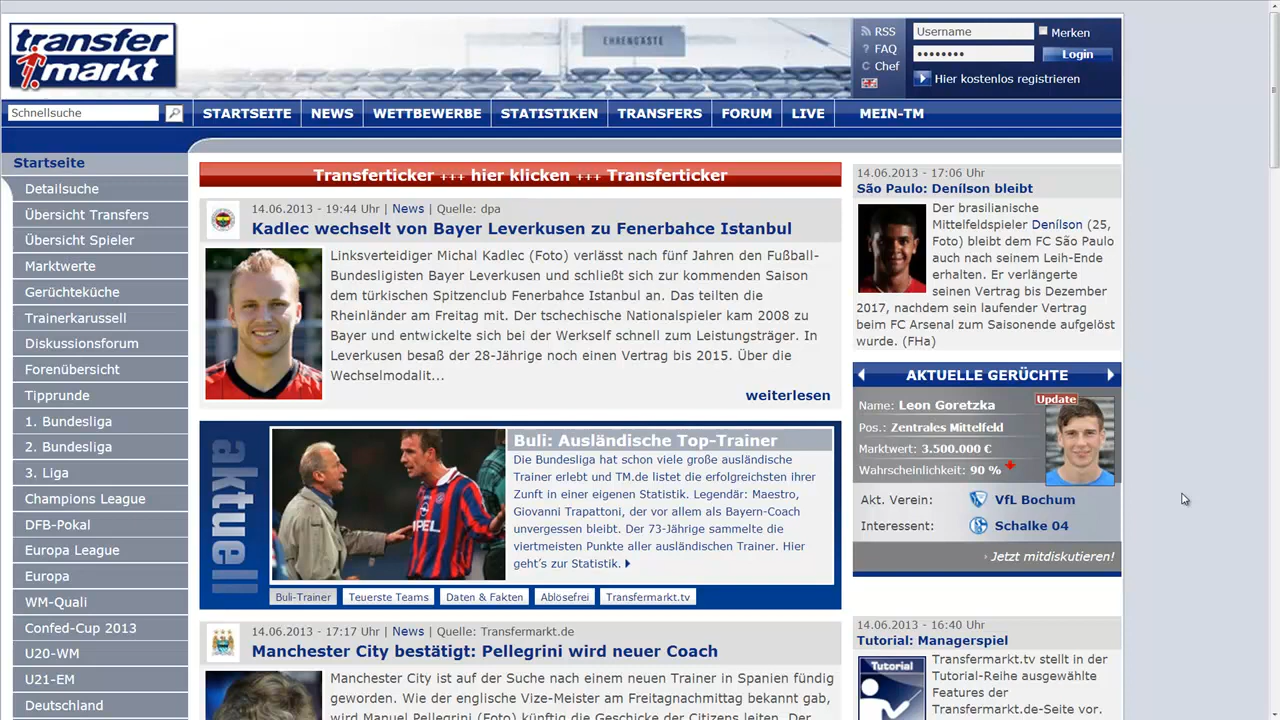 transfer
markt
EHRENGÄSTE
RSS
? FAQ
C Chef
Username
Merken
••••••••
Login
Hier kostenlos registrieren
Schnellsuche
STARTSEITE
NEWS
WETTBEWERBE
STATISTIKEN
TRANSFERS
FORUM
LIVE
MEIN-TM
Startseite
Detailsuche
Übersicht Transfers
Übersicht Spieler
Marktwerte
Gerüchteküche
Trainerkarussell
Diskussionsforum
Forenübersicht
Tipprunde
1. Bundesliga
2. Bundesliga
3. Liga
Champions League
DFB-Pokal
Europa League
Europa
WM-Quali
Confed-Cup 2013
U20-WM
U21-EM
Deutschland
Transferticker +++ hier klicken +++ Transferticker
14.06.2013 - 19:44 Uhr | News | Quelle: dpa
Kadlec wechselt von Bayer Leverkusen zu Fenerbahce Istanbul
Linksverteidiger Michal Kadlec (Foto) verlässt nach fünf Jahren den Fußball-
Bundesligisten Bayer Leverkusen und schließt sich zur kommenden Saison
dem türkischen Spitzenclub Fenerbahce Istanbul an. Das teilten die
Rheinländer am Freitag mit. Der tschechische Nationalspieler kam 2008 zu
Bayer und entwickelte sich bei der Werkself schnell zum Leistungsträger. In
Leverkusen besaß der 28-Jährige noch einen Vertrag bis 2015. Über die
Wechselmodalit...
weiterlesen
aktuell
OPEL
Buli: Ausländische Top-Trainer
Die Bundesliga hat schon viele große ausländische
Trainer erlebt und TM.de listet die erfolgreichsten ihrer
Zunft in einer eigenen Statistik. Legendär: Maestro,
Giovanni Trapattoni, der vor allem als Bayern-Coach
unvergessen bleibt. Der 73-Jährige sammelte die
viertmeisten Punkte aller ausländischen Trainer. Hier
geht's zur Statistik.
Buli-Trainer
Teuerste Teams
Daten & Fakten
Ablösefrei
Transfermarkt.tv
14.06.2013 - 17:17 Uhr | News | Quelle: Transfermarkt.de
Manchester City bestätigt: Pellegrini wird neuer Coach
Manchester City ist auf der Suche nach einem neuen Trainer in Spanien fündig
geworden. Wie der englische Vize-Meister am Freitagnachmittag bekannt gab,
wird Manuel Pellegrini (Foto) künftig die Geschicke der Citizens leiten. Der
14.06.2013 - 17:06 Uhr
São Paulo: Denílson bleibt
Der brasilianische
Mittelfeldspieler Denílson (25,
Foto) bleibt dem FC São Paulo
auch nach seinem Leih-Ende
erhalten. Er verlängerte
seinen Vertrag bis Dezember
2017, nachdem sein laufender Vertrag
beim FC Arsenal zum Saisonende aufgelöst
wurde. (FHa)
AKTUELLE GERÜCHTE
Update
Name: Leon Goretzka
Pos.: Zentrales Mittelfeld
Marktwert: 3.500.000 €
Wahrscheinlichkeit: 90 %
Akt. Verein: VfL Bochum
Interessent: Schalke 04
› Jetzt mitdiskutieren!
14.06.2013 - 16:40 Uhr
Tutorial: Managerspiel
Tutorial
Transfermarkt.tv stellt in der
Tutorial-Reihe ausgewählte
Features der
Transfermarkt.de-Seite vor.